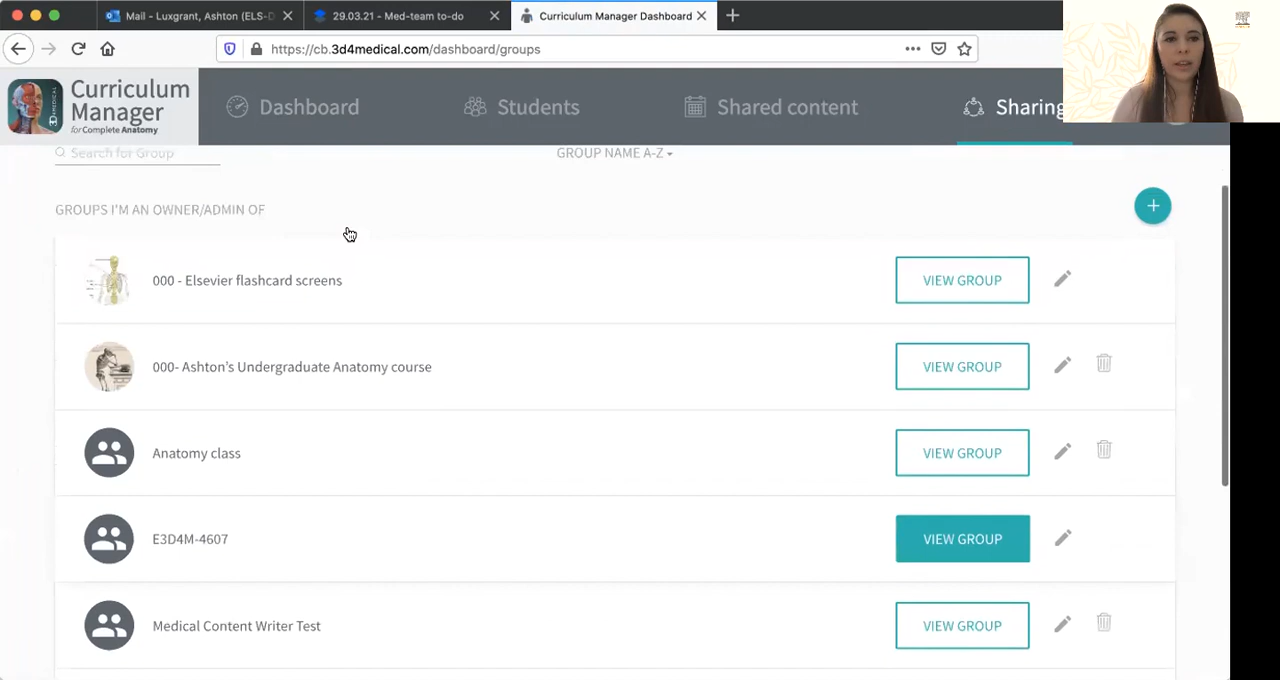 Mail - Luxgrant, Ashton (ELS-D
29.03.21 - Med-team to-do
Curriculum Manager Dashboard
https://cb.3d4medical.com/dashboard/groups
Curriculum
Manager
for Complete Anatomy
Dashboard
Students
Shared content
Sharing
Search for Group
GROUP NAME A-Z
GROUPS I'M AN OWNER/ADMIN OF
000 - Elsevier flashcard screens
VIEW GROUP
000- Ashton's Undergraduate Anatomy course
VIEW GROUP
Anatomy class
VIEW GROUP
E3D4M-4607
VIEW GROUP
Medical Content Writer Test
VIEW GROUP